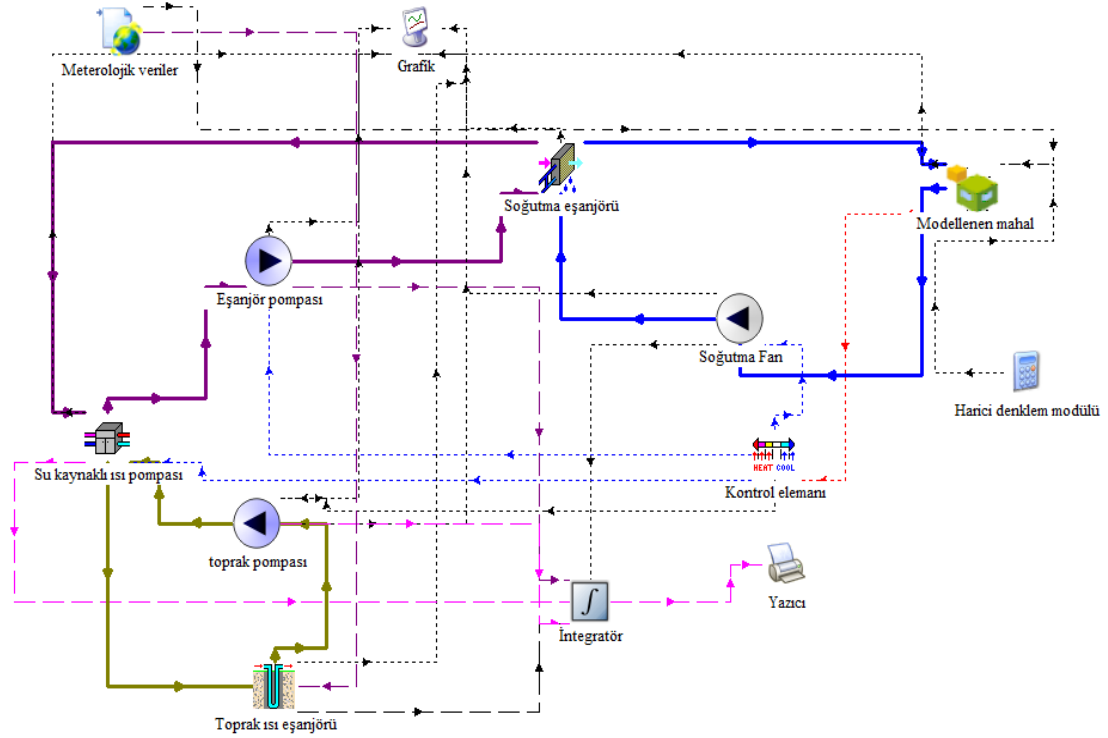 Meterolojik veriler
Grafik
Soğutma eşanjörü
Modellenen mahal
Eşanjör pompası
Soğutma Fan
Harici denklem modülü
Su kaynaklı ısı pompası
HEAT COOL
Kontrol elemanı
toprak pompası
Yazıcı
İntegratör
Toprak ısı eşanjörü